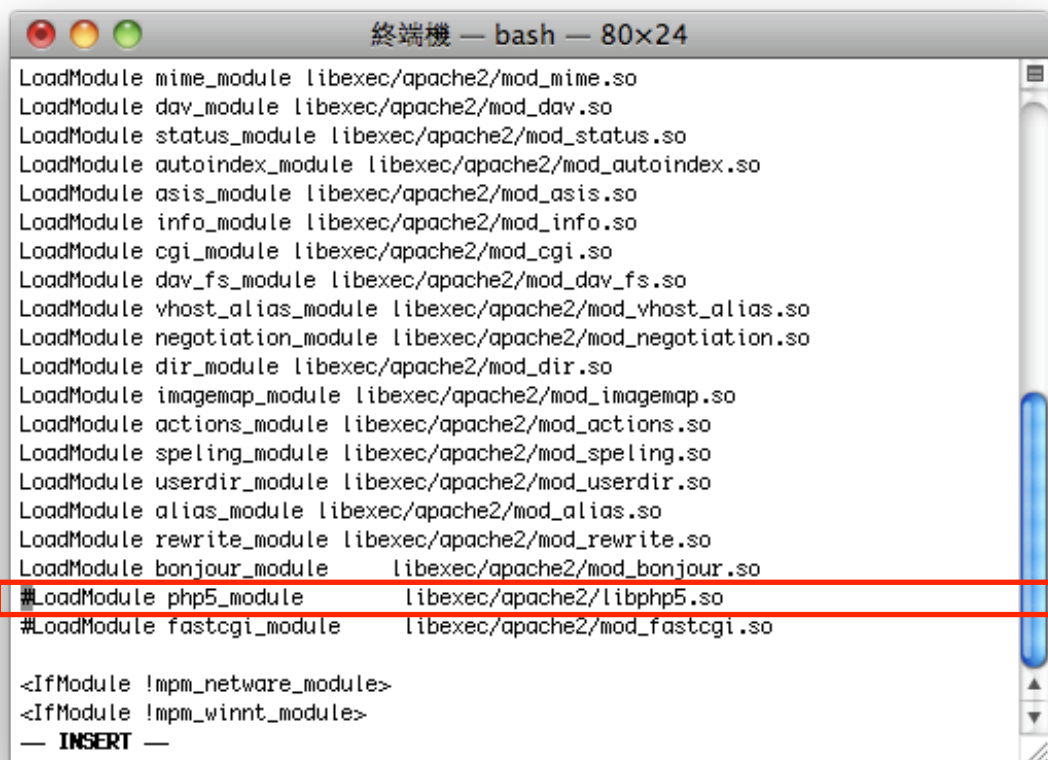 終端機 — bash — 80×24
LoadModule mime_module libexec/apache2/mod_mime.so
LoadModule dav_module libexec/apache2/mod_dav.so
LoadModule status_module libexec/apache2/mod_status.so
LoadModule autoindex_module libexec/apache2/mod_autoindex.so
LoadModule asis_module libexec/apache2/mod_asis.so
LoadModule info_module libexec/apache2/mod_info.so
LoadModule cgi_module libexec/apache2/mod_cgi.so
LoadModule dav_fs_module libexec/apache2/mod_dav_fs.so
LoadModule vhost_alias_module libexec/apache2/mod_vhost_alias.so
LoadModule negotiation_module libexec/apache2/mod_negotiation.so
LoadModule dir_module libexec/apache2/mod_dir.so
LoadModule imagemap_module libexec/apache2/mod_imagemap.so
LoadModule actions_module libexec/apache2/mod_actions.so
LoadModule speling_module libexec/apache2/mod_speling.so
LoadModule userdir_module libexec/apache2/mod_userdir.so
LoadModule alias_module libexec/apache2/mod_alias.so
LoadModule rewrite_module libexec/apache2/mod_rewrite.so
LoadModule bonjour_module     libexec/apache2/mod_bonjour.so
#LoadModule php5_module        libexec/apache2/libphp5.so
#LoadModule fastcgi_module     libexec/apache2/mod_fastcgi.so
<IfModule !mpm_netware_module>
<IfModule !mpm_winnt_module>
— INSERT —